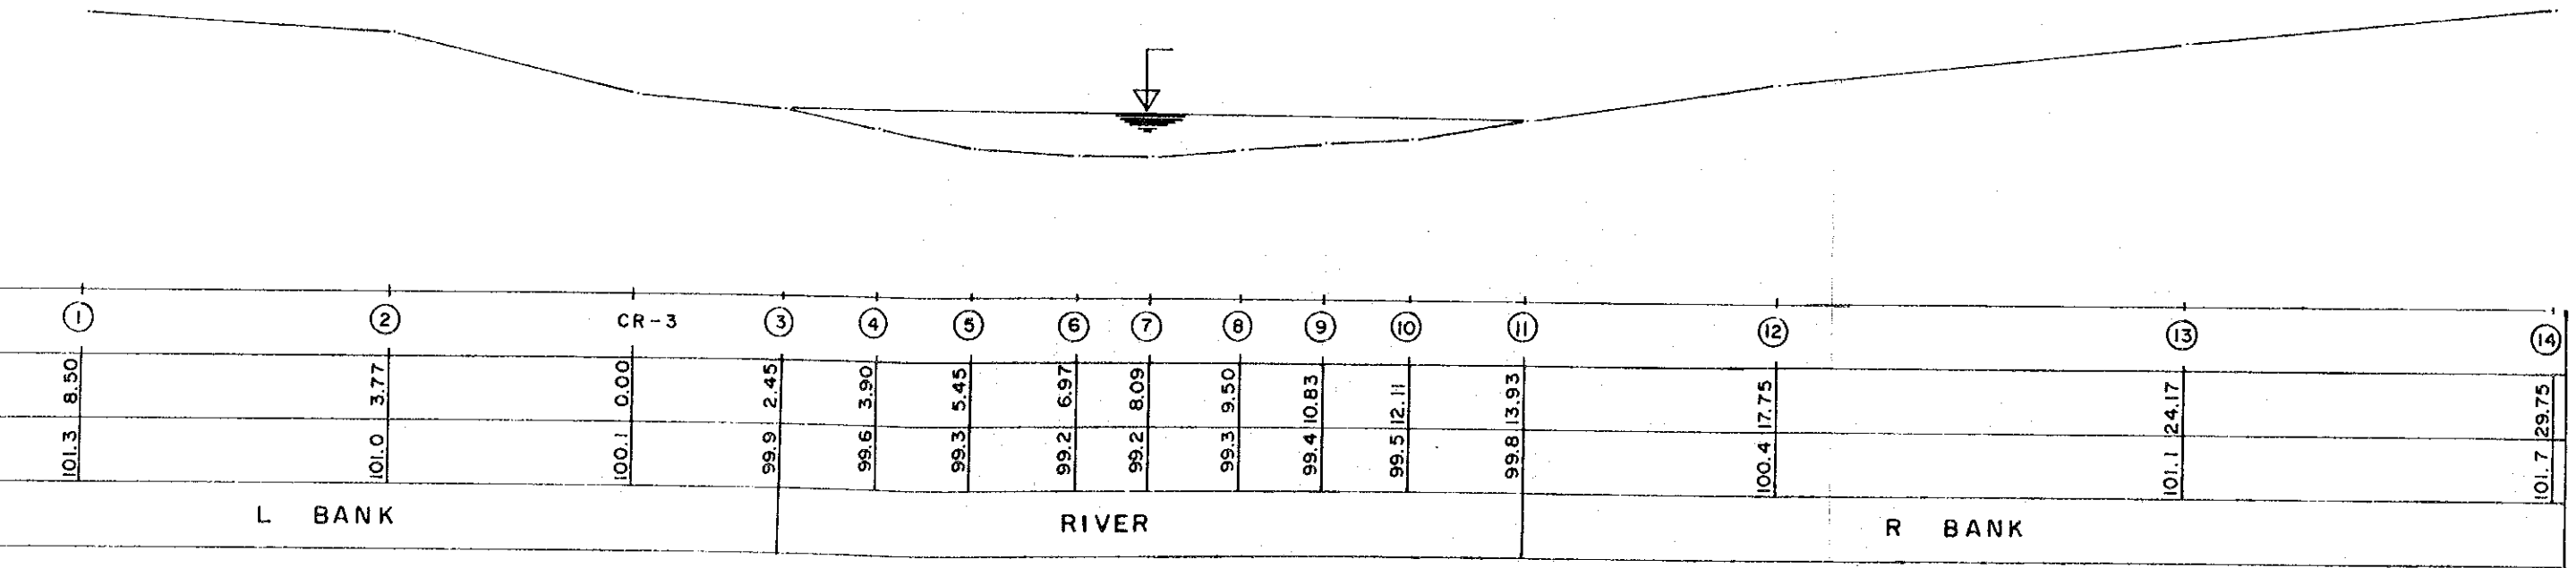 1 2 CR-3 3 4 5 6 7 8 9 10 11 12 13 14
8.50 3.77 0.00 2.45 3.90 5.45 6.97 8.09 9.50 10.83 12.11 13.93 17.75 24.17 29.75
101.3 101.0 100.1 99.9 99.6 99.3 99.2 99.2 99.3 99.4 99.5 99.8 100.4 101.1 101.7
L BANK RIVER R BANK